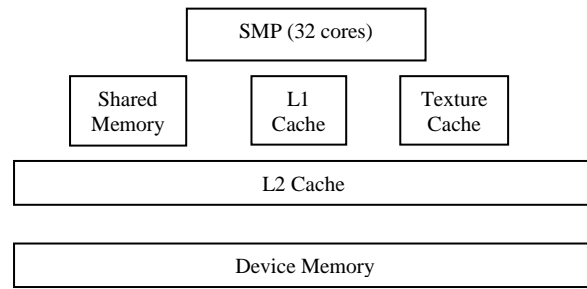 SMP (32 cores)
Shared
Memory
L1
Cache
Texture
Cache
L2 Cache
Device Memory